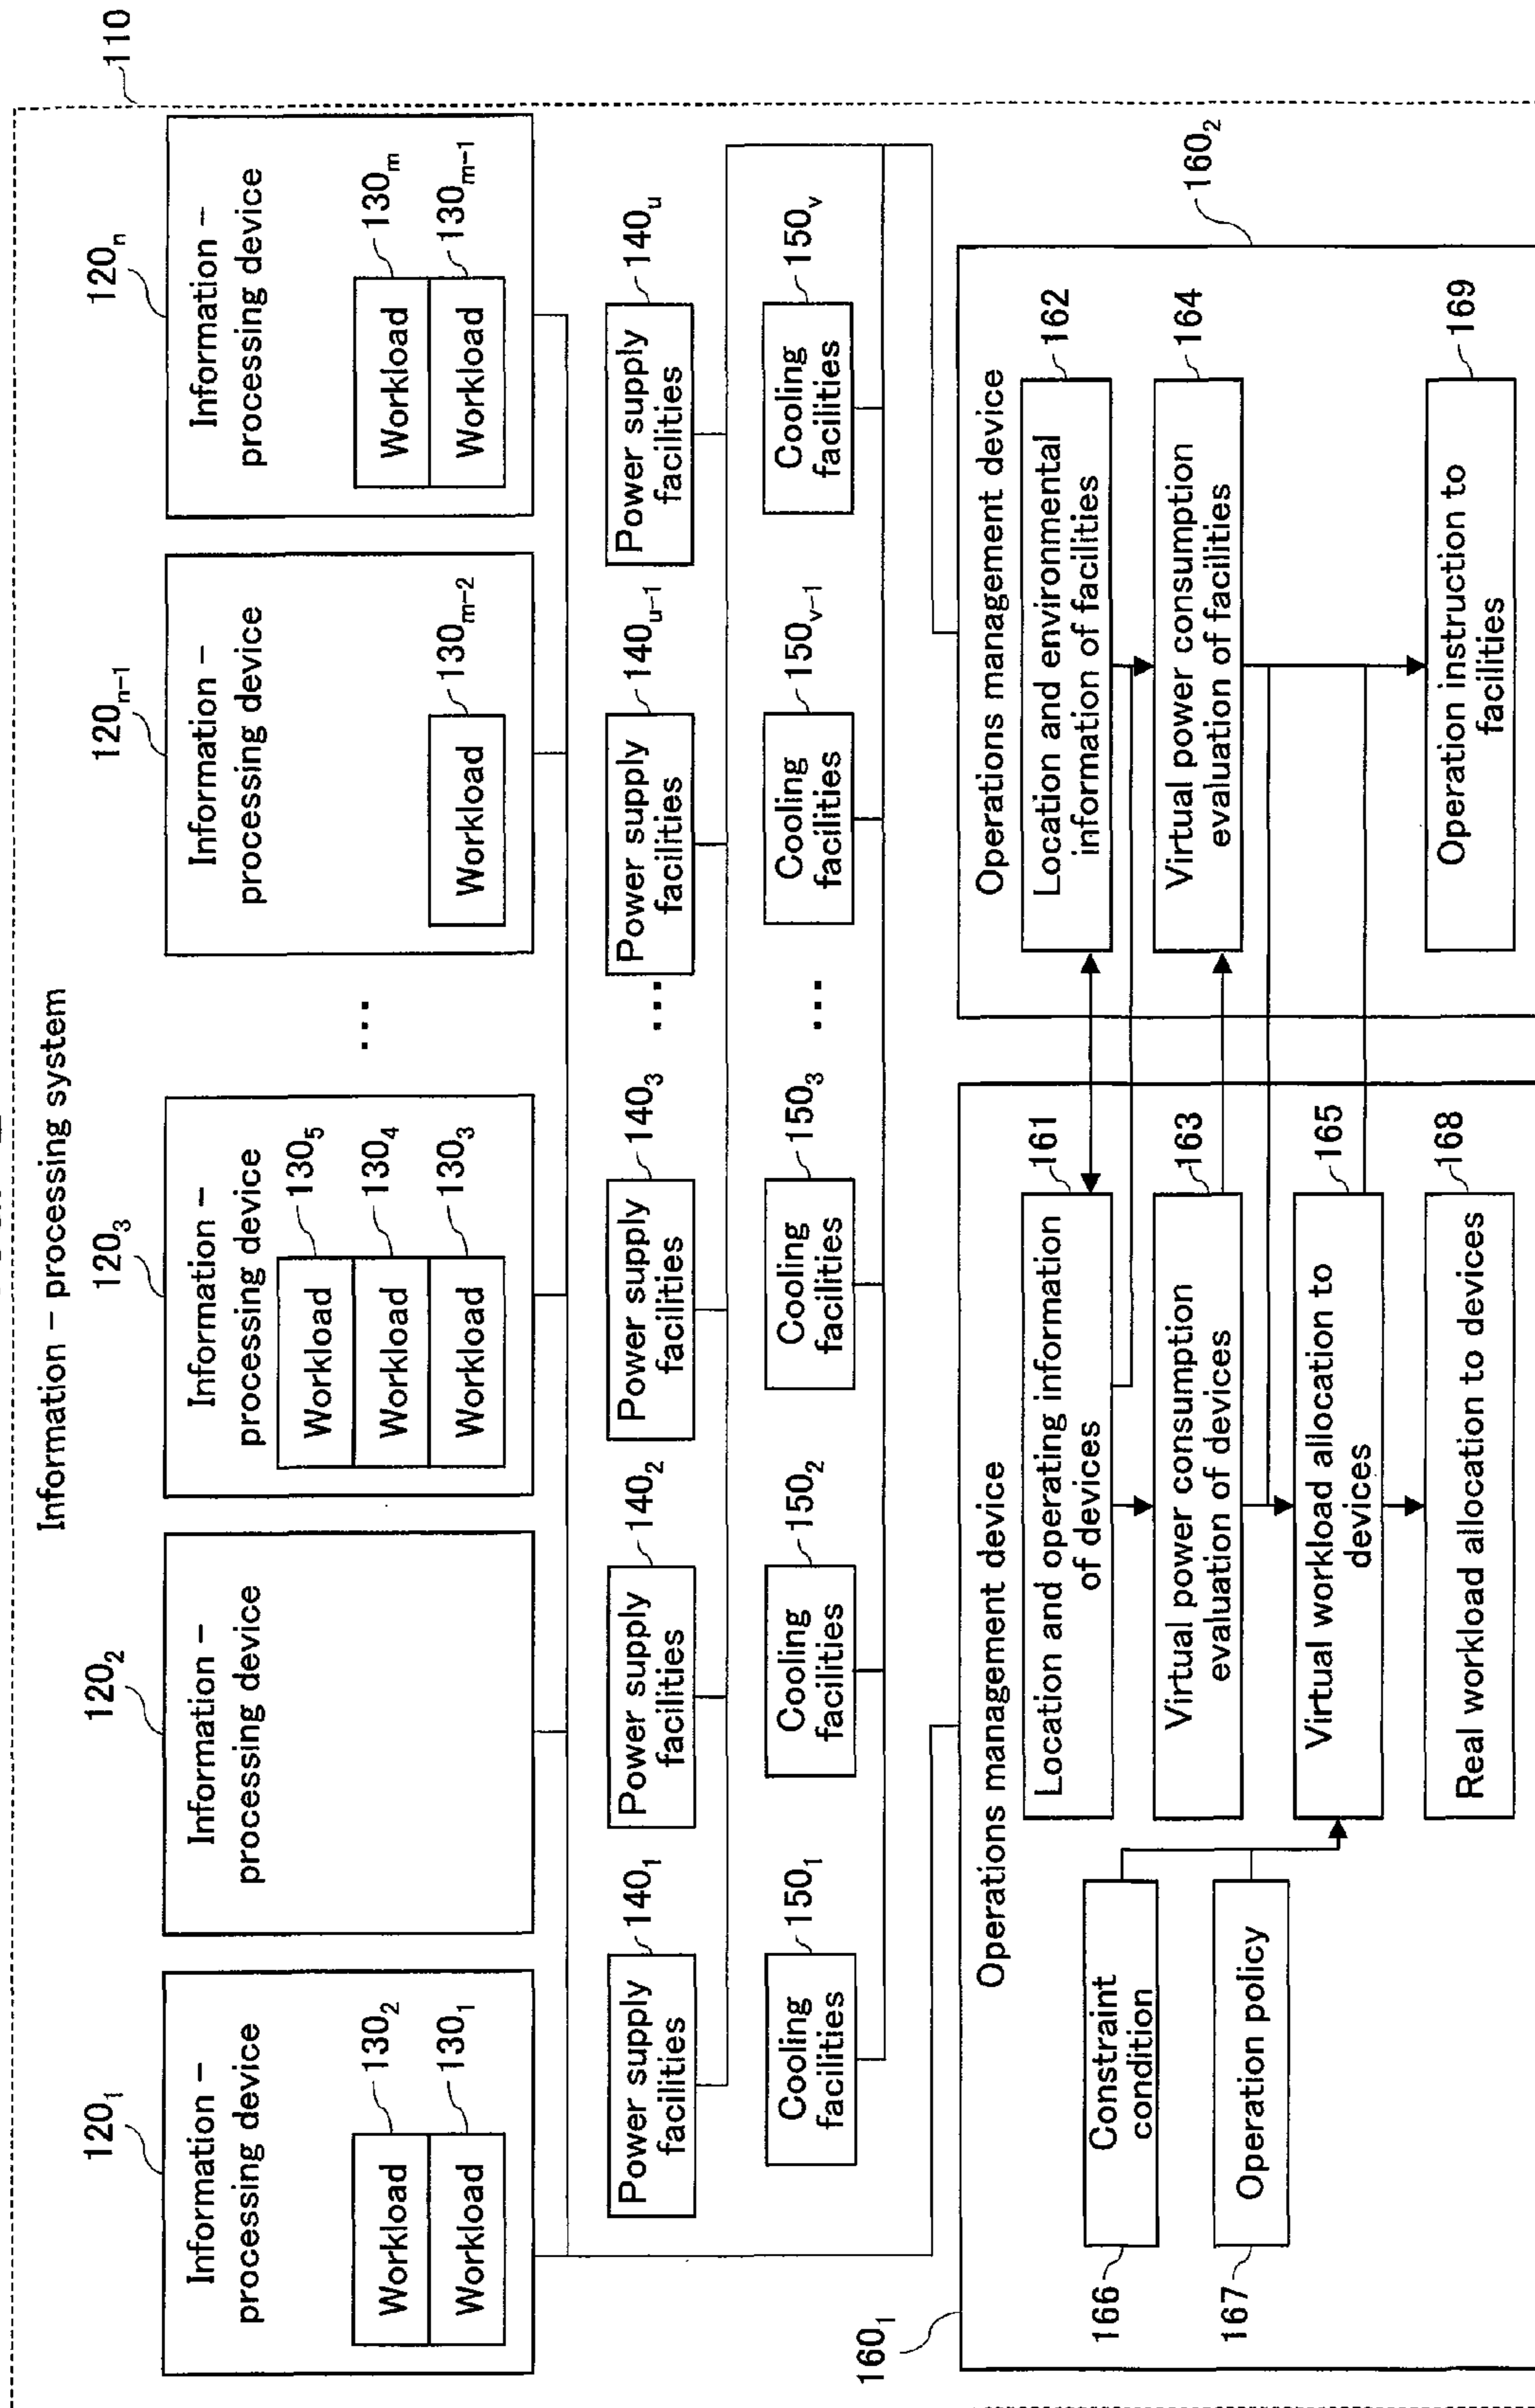 110
Information – processing system
120₁
120₂
120₃
120ₙ₋₁
120ₙ
Information –
processing device
Workload
130₂
Workload
130₁
Information –
processing device
Information –
processing device
Workload
130₅
Workload
130₄
Workload
130₃
...
Information –
processing device
Workload
130ₘ₋₂
Information –
processing device
Workload
130ₘ
Workload
130ₘ₋₁
Power supply
facilities
140₁
Power supply
facilities
140₂
Power supply
facilities
140₃
...
Power supply
facilities
140ᵤ₋₁
Power supply
facilities
140ᵤ
Cooling
facilities
150₁
Cooling
facilities
150₂
Cooling
facilities
150₃
...
Cooling
facilities
150ᵥ₋₁
Cooling
facilities
150ᵥ
160₁
Operations management device
Constraint
condition
166
Operation policy
167
Location and operating information
of devices
161
Virtual power consumption
evaluation of devices
163
Virtual workload allocation to
devices
165
Real workload allocation to devices
168
160₂
Operations management device
Location and environmental
information of facilities
162
Virtual power consumption
evaluation of facilities
164
Operation instruction to
facilities
169